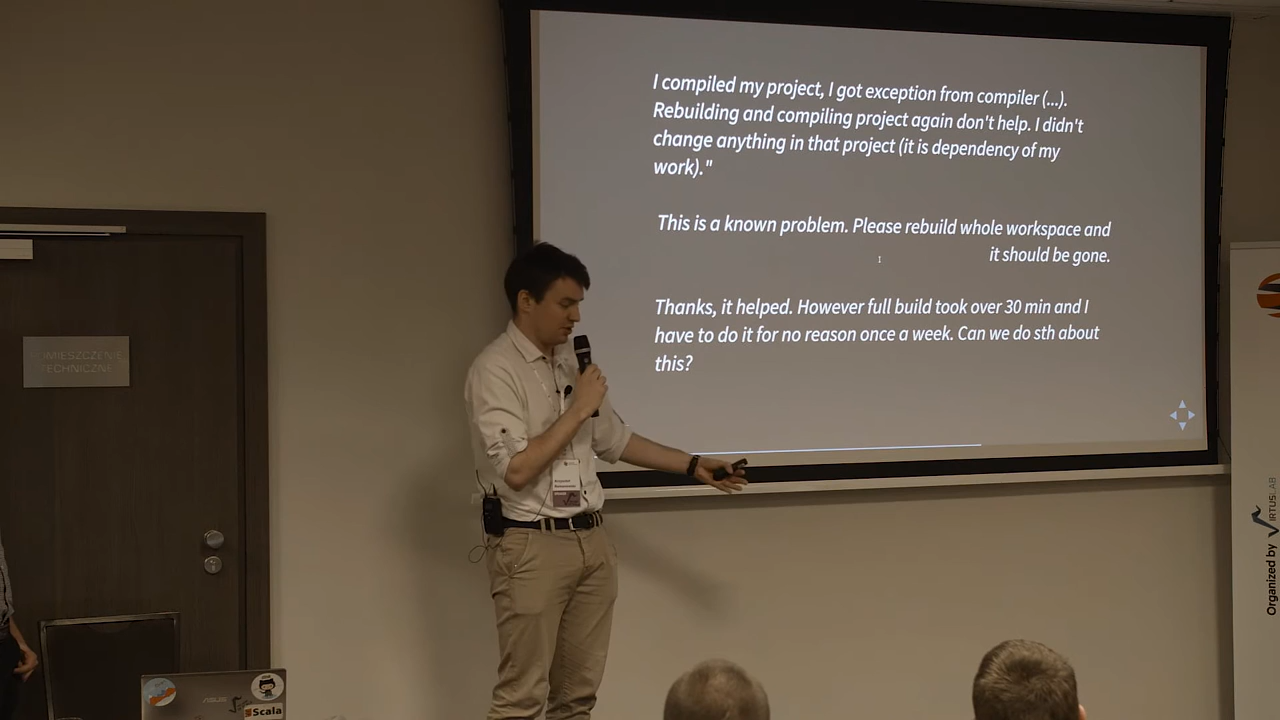 I compiled my project, I got exception from compiler (...).
Rebuilding and compiling project again don't help. I didn't
change anything in that project (it is dependency of my
work)."
This is a known problem. Please rebuild whole workspace and
it should be gone.
Thanks, it helped. However full build took over 30 min and I
have to do it for no reason once a week. Can we do sth about
this?
POMIESZCZENIE
TECHNICZNE
ASUS
Scala
Organized by VIRTUSLAB